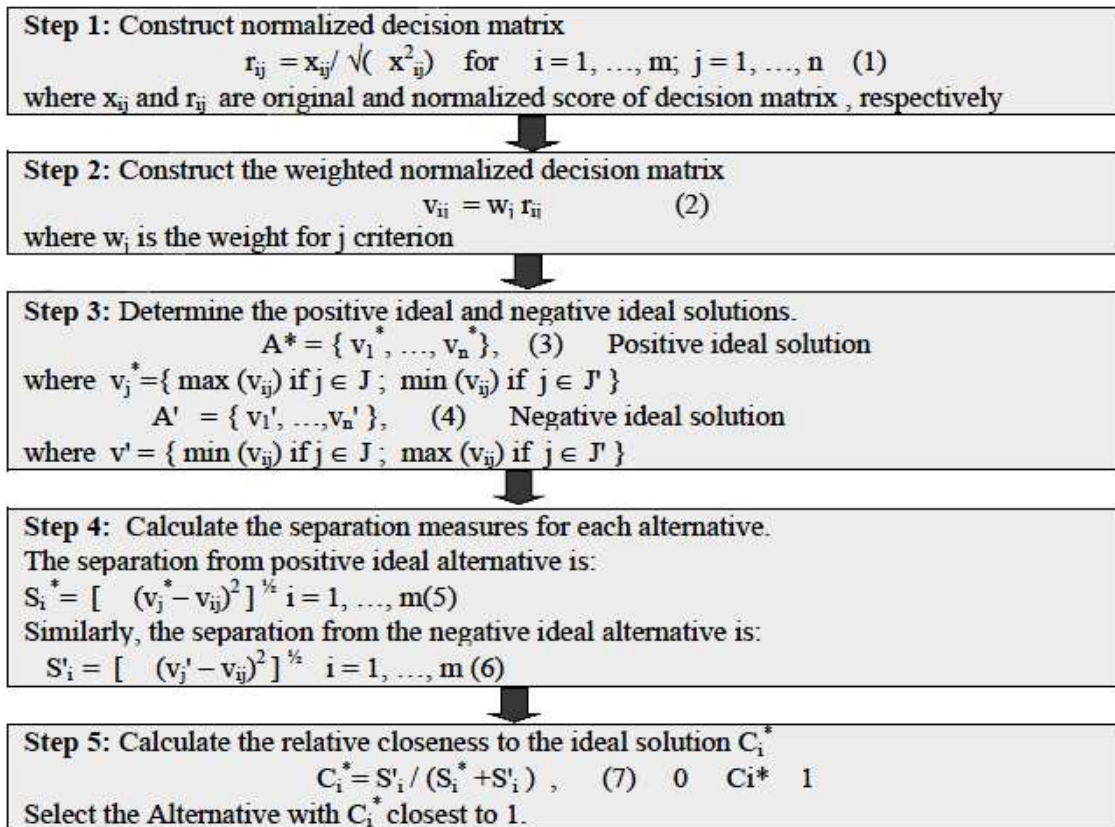 Step 1: Construct normalized decision matrix
r_ij = x_ij/ √( x²_ij) for i = 1, …, m; j = 1, …, n (1)
where x_ij and r_ij are original and normalized score of decision matrix , respectively
Step 2: Construct the weighted normalized decision matrix
v_ij = w_j r_ij (2)
where w_j is the weight for j criterion
Step 3: Determine the positive ideal and negative ideal solutions.
A* = { v_1^*, …, v_n^*}, (3) Positive ideal solution
where v_j^*={ max (v_ij) if j ∈ J ; min (v_ij) if j ∈ J' }
A' = { v_1', …,v_n' }, (4) Negative ideal solution
where v' = { min (v_ij) if j ∈ J ; max (v_ij) if j ∈ J' }
Step 4: Calculate the separation measures for each alternative.
The separation from positive ideal alternative is:
S_i^* = [ (v_j^* – v_ij)² ]^½ i = 1, …, m(5)
Similarly, the separation from the negative ideal alternative is:
S'_i = [ (v_j' – v_ij)² ]^½ i = 1, …, m (6)
Step 5: Calculate the relative closeness to the ideal solution C_i^*
C_i^* = S'_i / (S_i^* +S'_i ) , (7) 0 Ci* 1
Select the Alternative with C_i^* closest to 1.